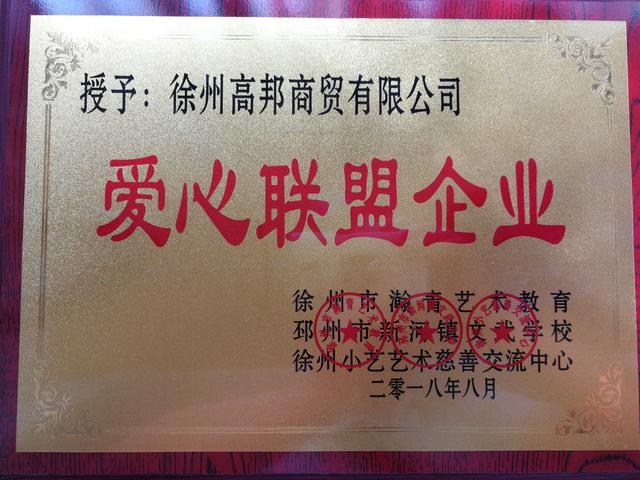 授予：徐州高邦商贸有限公司
爱心联盟企业
徐州市瀚青艺术教育
邳州市新河镇文武学校
徐州小艺艺术慈善交流中心
二零一八年八月